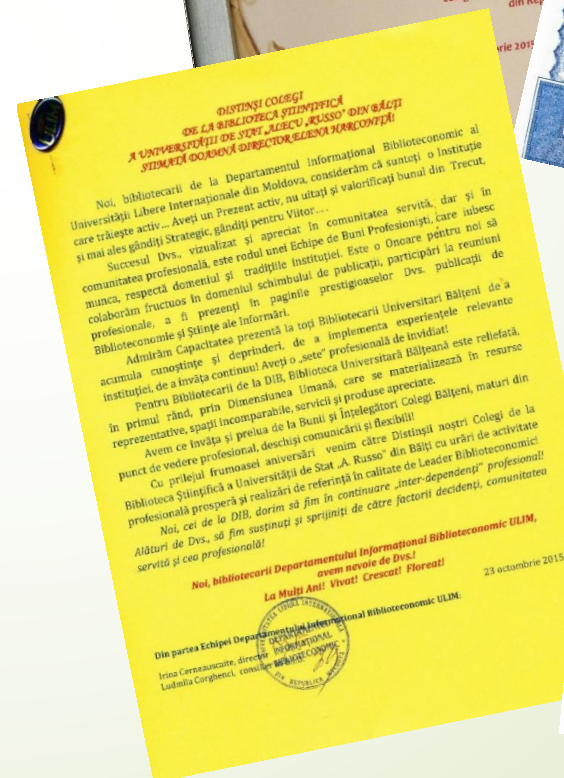 din Rep
rie 2015
ULIM
DISTINȘI COLEGI
DE LA BIBLIOTECA ȘTIINȚIFICĂ
A UNIVERSITĂȚII DE STAT „ALECU RUSSO” DIN BĂLȚI
STIMATĂ DOAMNĂ DIRECTOR ELENA HARCONIȚĂ!
Noi, bibliotecarii de la Departamentul Informațional Biblioteconomic al
Universității Libere Internaționale din Moldova, considerăm că sunteți o Instituție
care trăiește activ... Aveți un Prezent activ, nu uitați și valorificați bunul din Trecut,
și mai ales gândiți Strategic, gândiți pentru Viitor....
Succesul Dvs., vizualizat și apreciat în comunitatea servită, dar și în
comunitatea profesională, este rodul unei Echipe de Buni Profesioniști, care iubesc
munca, respectă domeniul și tradițiile Instituției. Este o Onoare pentru noi să
colaborăm fructuos în domeniul schimbului de publicații, participări la reuniuni
profesionale, a fi prezenți în paginile prestigioaselor Dvs. publicații de
Biblioteconomie și Științe ale Informări.
Admirăm Capacitatea prezentă la toți Bibliotecarii Universitari Bălțeni de a
acumula cunoștințe și deprinderi, de a implementa experiențele relevante
instituției, de a învăța continuu! Aveți o „sete” profesională de invidiat!
Pentru Bibliotecarii de la DIB, Biblioteca Universitară Bălțeană este reliefată,
în primul rând, prin Dimensiunea Umană, care se materializează în resurse
reprezentative, spații incomparabile, servicii și produse apreciate.
Avem ce învăța și prelua de la Bunii și Înțelegători Colegi Bălțeni, maturi din
punct de vedere profesional, deschiși comunicării și flexibili!
Cu prilejul frumoasei aniversări venim către Distinșii noștri Colegi de la
Biblioteca Științifică a Universității de Stat „A. Russo” din Bălți cu urări de activitate
profesională prosperă și realizări de referință în calitate de Leader Biblioteconomic!
Noi, cei de la DIB, dorim să fim în continuare „inter-dependenți” profesional!
Alături de Dvs., să fim susținuți și sprijiniți de către factorii decidenți, comunitatea
servită și cea profesională!
Noi, bibliotecarii Departamentului Informațional Biblioteconomic ULIM,
avem nevoie de Dvs.!
La Mulți Ani! Vivat! Crescat! Floreat!
23 octombrie 2015
Din partea Echipei Departamentului Informațional Biblioteconomic ULIM:
Irina Cerneauscaite, director
Ludmila Corghenci, consilier
DEPARTAMENTUL
INFORMAȚIONAL
BIBLIOTECONOMIC
DIN REPUBLICA MOLDOVA